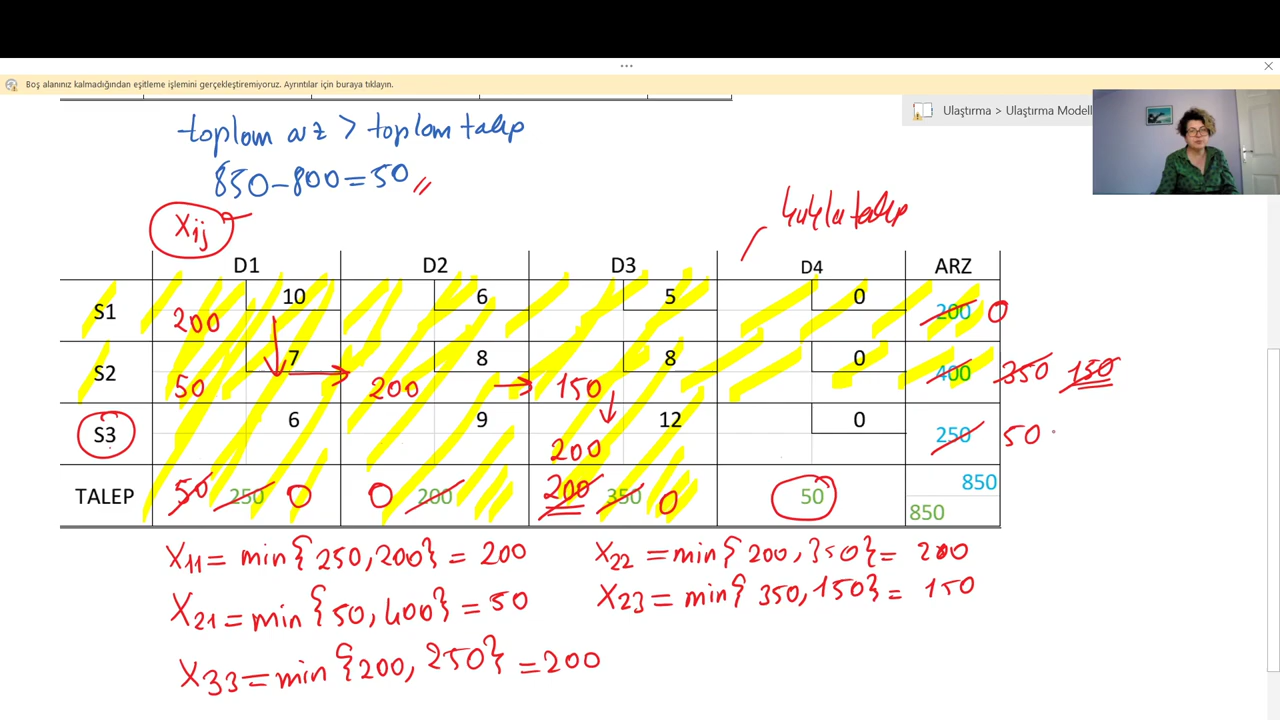 Boş alanınız kalmadığından eşitleme işlemini gerçekleştiremiyoruz. Ayrıntılar için buraya tıklayın.
Ulaştırma > Ulaştırma Modell
toplam arz > toplam talep
850-800=50 //
Xij
kukla talep
D1 D2 D3 D4 ARZ
S1 200 10 6 5 0 200 0
S2 50 7 200 8 150 8 0 400 350 150
S3 6 9 200 12 0 250 50
TALEP 50 250 0 0 200 200 350 0 50 850 850
X11 = min{250,200} = 200
X22 = min{200,350} = 200
X21 = min{50,400} = 50
X23 = min{350,150} = 150
X33 = min{200,250} = 200